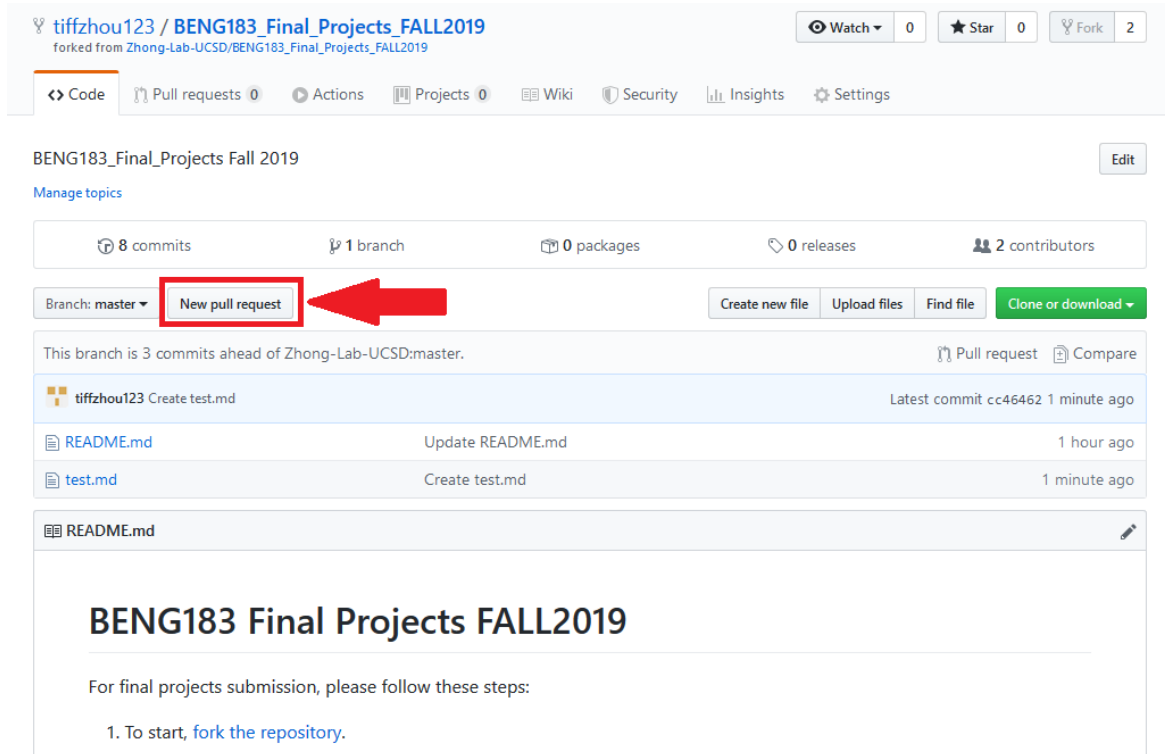 tiffzhou123 / BENG183_Final_Projects_FALL2019 Watch 0 Star 0 Fork 2
forked from Zhong-Lab-UCSD/BENG183_Final_Projects_FALL2019
<> Code Pull requests 0 Actions Projects 0 Wiki Security Insights Settings
BENG183_Final_Projects Fall 2019 Edit
Manage topics
8 commits 1 branch 0 packages 0 releases 2 contributors
Branch: master New pull request Create new file Upload files Find file Clone or download
This branch is 3 commits ahead of Zhong-Lab-UCSD:master. Pull request Compare
tiffzhou123 Create test.md Latest commit cc46462 1 minute ago
README.md Update README.md 1 hour ago
test.md Create test.md 1 minute ago
README.md
BENG183 Final Projects FALL2019
For final projects submission, please follow these steps:
1. To start, fork the repository.